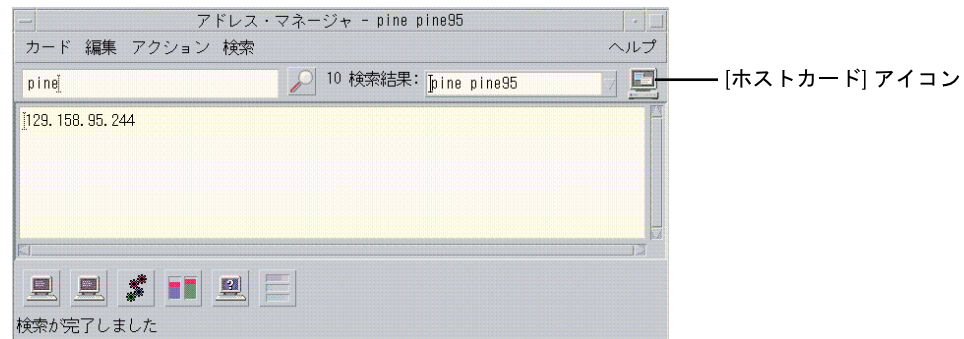 アドレス・マネージャ - pine pine95
カード 編集 アクション 検索 ヘルプ
pine 10 検索結果: pine pine95 [ホストカード] アイコン
129.158.95.244
?
検索が完了しました